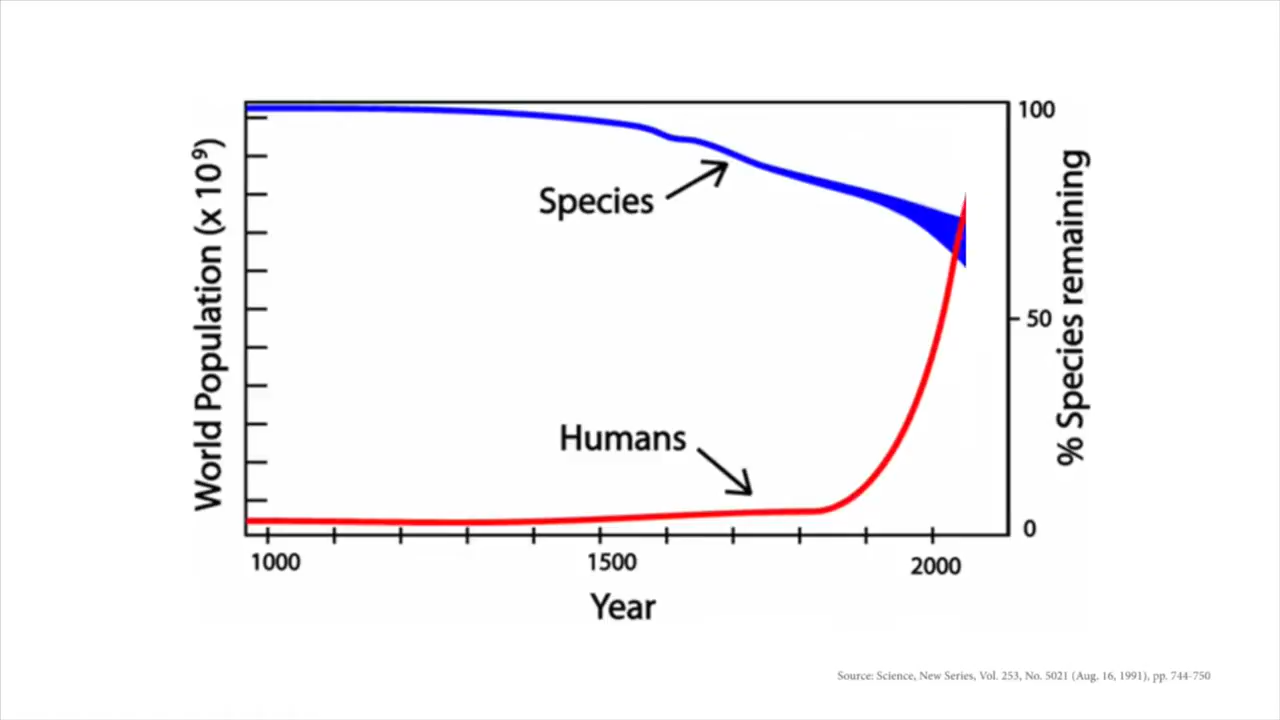 World Population (x 10⁹)
100
Species
% Species remaining
50
Humans
0
1000
1500
2000
Year
Source: Science, New Series, Vol. 253, No. 5021 (Aug. 16, 1991), pp. 744-750